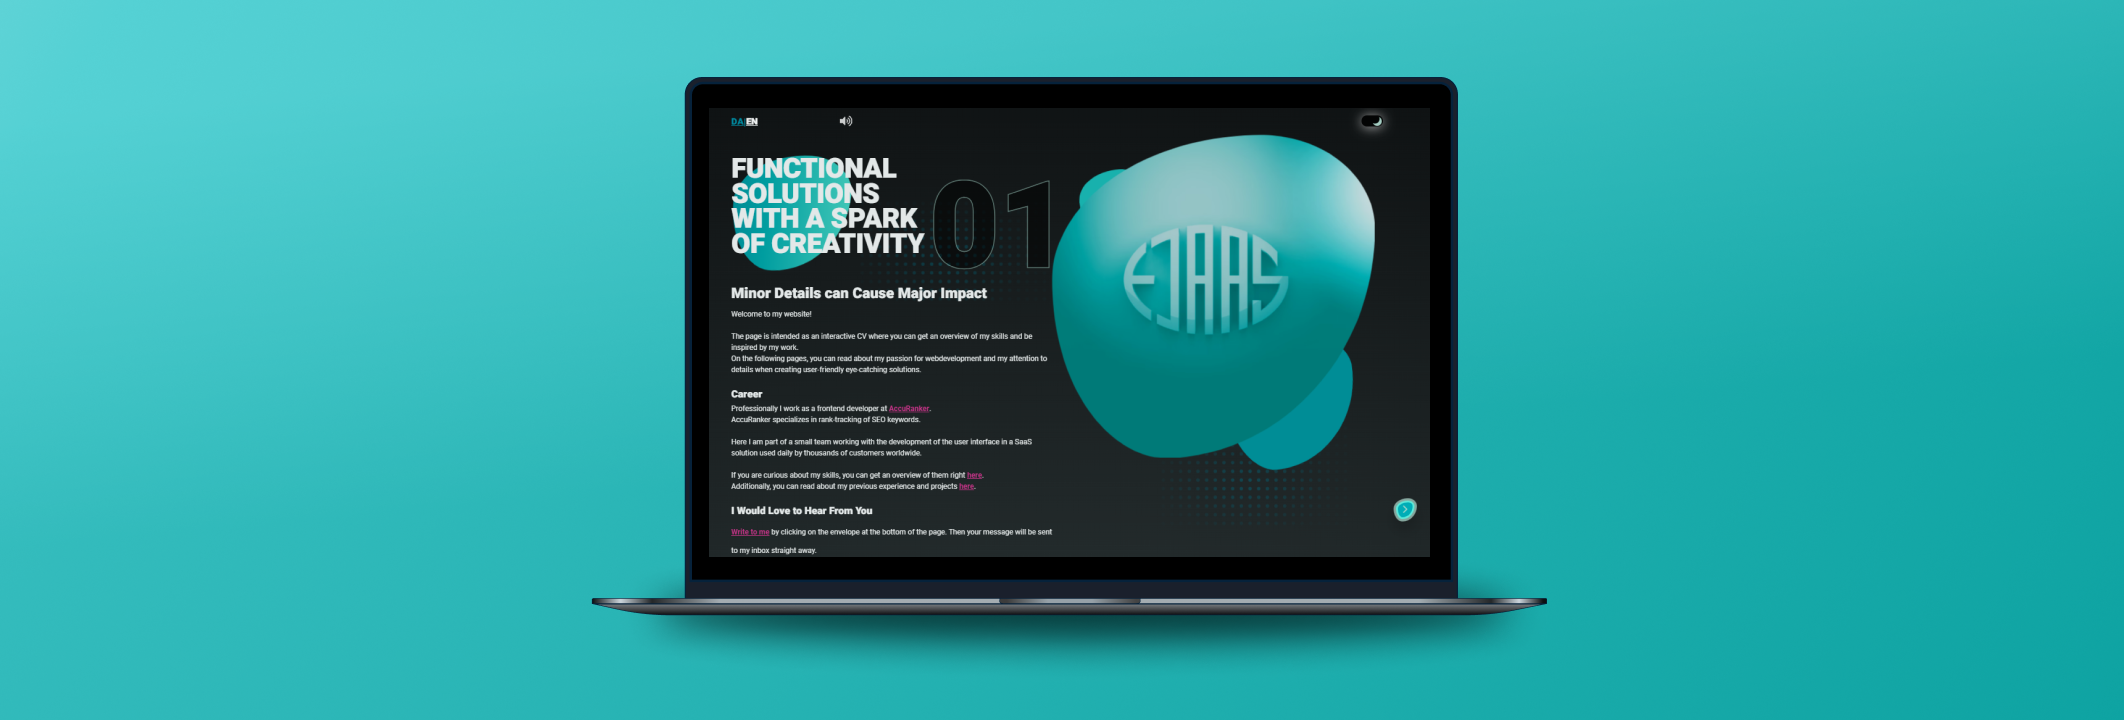 DA|EN
FUNCTIONAL
SOLUTIONS
WITH A SPARK
OF CREATIVITY
01
EJAAS
Minor Details can Cause Major Impact
Welcome to my website!
The page is intended as an interactive CV where you can get an overview of my skills and be
inspired by my work.
On the following pages, you can read about my passion for webdevelopment and my attention to
details when creating user-friendly eye-catching solutions.
Career
Professionally I work as a frontend developer at AccuRanker.
AccuRanker specializes in rank-tracking of SEO keywords.
Here I am part of a small team working with the development of the user interface in a SaaS
solution used daily by thousands of customers worldwide.
If you are curious about my skills, you can get an overview of them right here.
Additionally, you can read about my previous experience and projects here.
I Would Love to Hear From You
Write to me by clicking on the envelope at the bottom of the page. Then your message will be sent
to my inbox straight away.